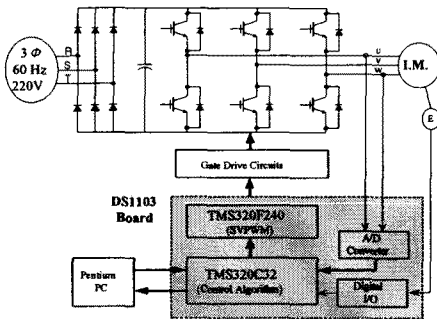 3 Φ
60 Hz
220V
R
S
T
U
V
W
I.M.
E
Gate Drive Circuits
DS1103
Board
TMS320F240
(SVPWM)
A/D
Converter
TMS320C32
(Control Algorithm)
Digital
I/O
Pentium
PC